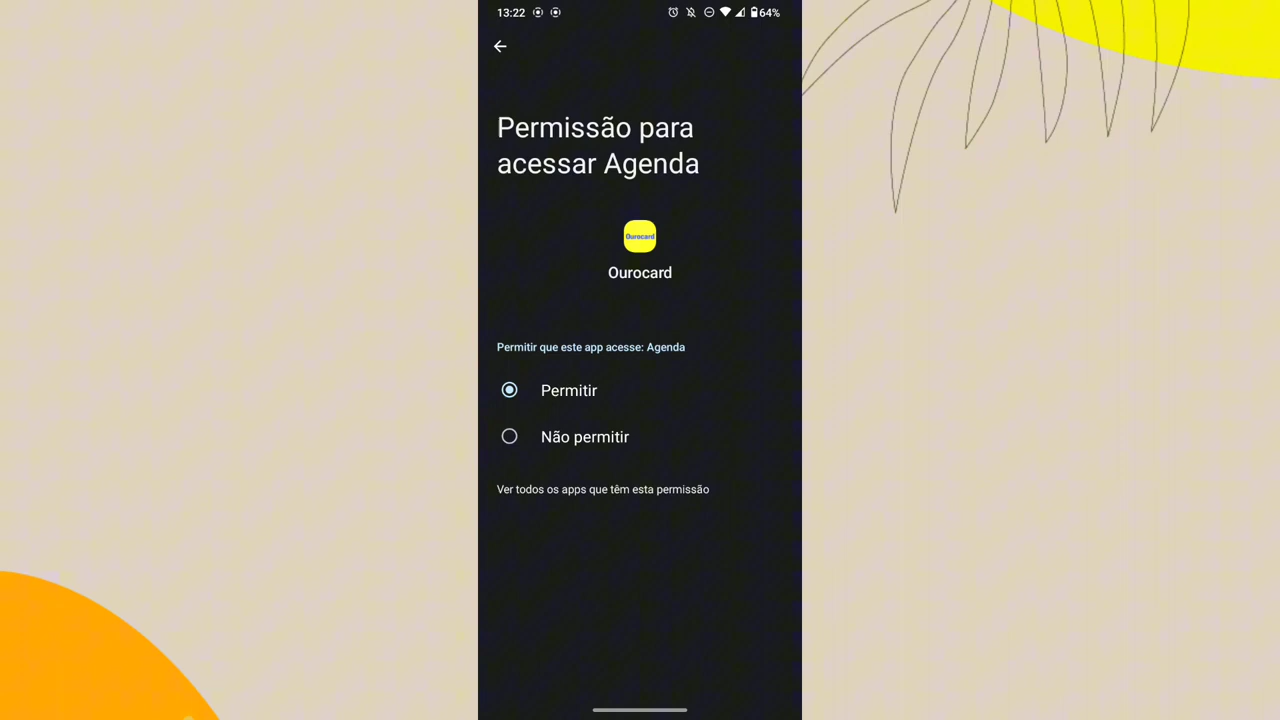 13:22
64%
Permissão para
acessar Agenda
Ourocard
Ourocard
Permitir que este app acesse: Agenda
Permitir
Não permitir
Ver todos os apps que têm esta permissão